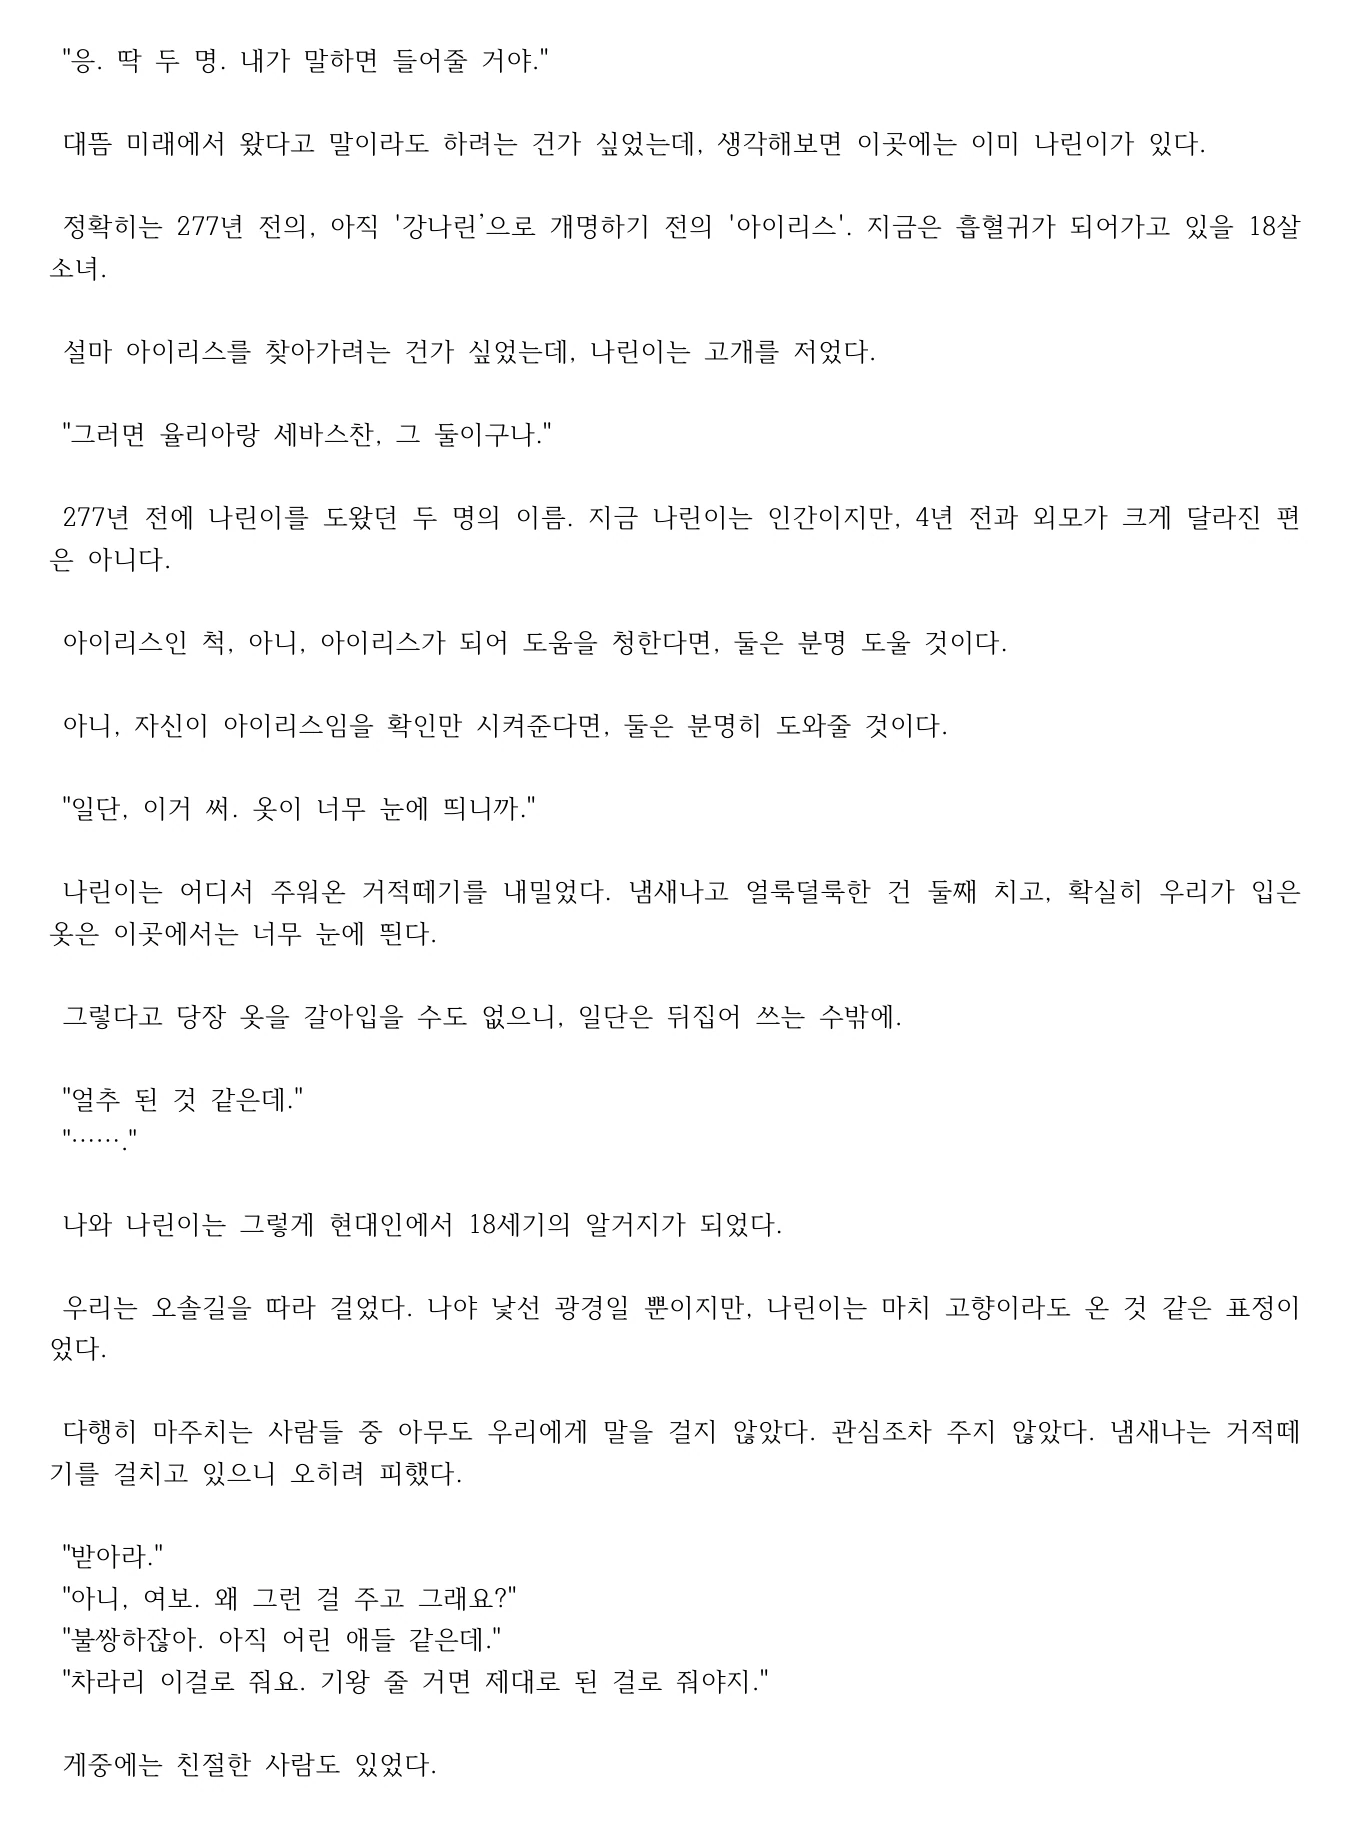 "응. 딱 두 명. 내가 말하면 들어줄 거야."
대뜸 미래에서 왔다고 말이라도 하려는 건가 싶었는데, 생각해보면 이곳에는 이미 나린이가 있다.
정확히는 277년 전의, 아직 '강나린’으로 개명하기 전의 '아이리스'. 지금은 흡혈귀가 되어가고 있을 18살
소녀.
설마 아이리스를 찾아가려는 건가 싶었는데, 나린이는 고개를 저었다.
"그러면 율리아랑 세바스찬, 그 둘이구나."
277년 전에 나린이를 도왔던 두 명의 이름. 지금 나린이는 인간이지만, 4년 전과 외모가 크게 달라진 편
은 아니다.
아이리스인 척, 아니, 아이리스가 되어 도움을 청한다면, 둘은 분명 도울 것이다.
아니, 자신이 아이리스임을 확인만 시켜준다면, 둘은 분명히 도와줄 것이다.
"일단, 이거 써. 옷이 너무 눈에 띄니까."
나린이는 어디서 주워온 거적떼기를 내밀었다. 냄새나고 얼룩덜룩한 건 둘째 치고, 확실히 우리가 입은
옷은 이곳에서는 너무 눈에 띈다.
그렇다고 당장 옷을 갈아입을 수도 없으니, 일단은 뒤집어 쓰는 수밖에.
"얼추 된 것 같은데."
"……."
나와 나린이는 그렇게 현대인에서 18세기의 알거지가 되었다.
우리는 오솔길을 따라 걸었다. 나야 낯선 광경일 뿐이지만, 나린이는 마치 고향이라도 온 것 같은 표정이
었다.
다행히 마주치는 사람들 중 아무도 우리에게 말을 걸지 않았다. 관심조차 주지 않았다. 냄새나는 거적떼
기를 걸치고 있으니 오히려 피했다.
"받아라."
"아니, 여보. 왜 그런 걸 주고 그래요?"
"불쌍하잖아. 아직 어린 애들 같은데."
"차라리 이걸로 줘요. 기왕 줄 거면 제대로 된 걸로 줘야지."
게중에는 친절한 사람도 있었다.